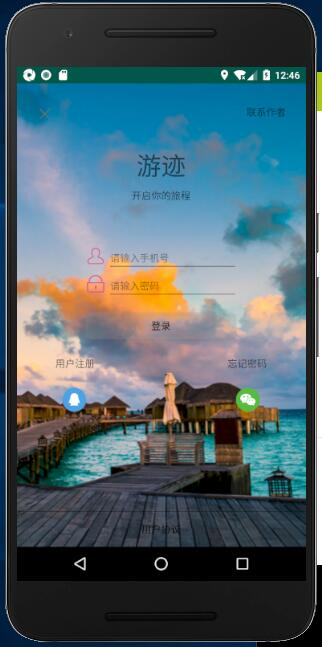 12:46
联系作者
游迹
开启你的旅程
请输入手机号
请输入密码
登录
用户注册 忘记密码
用户协议